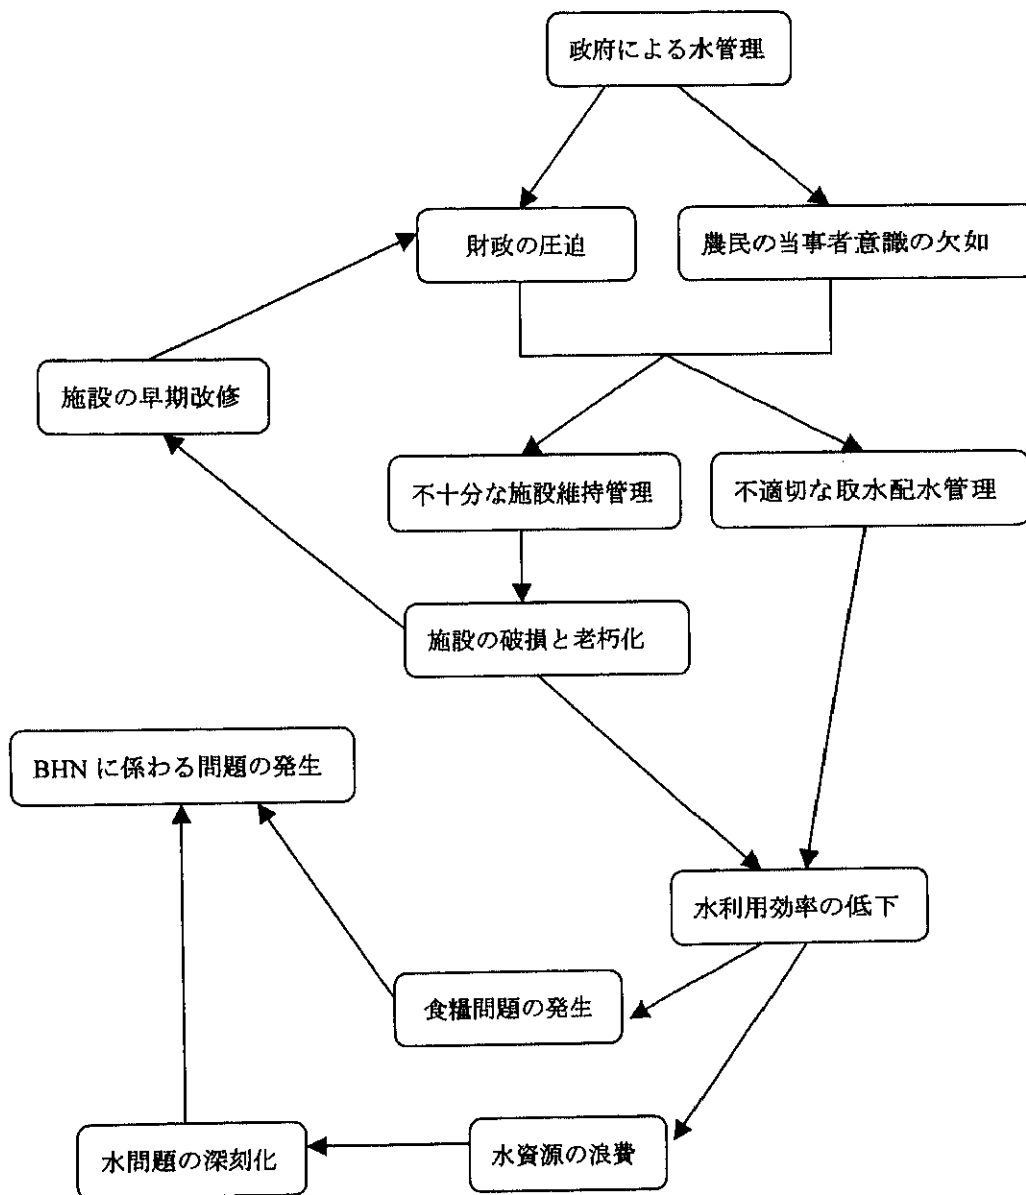 政府による水管理
財政の圧迫
農民の当事者意識の欠如
施設の早期改修
不十分な施設維持管理
不適切な取水配水管理
施設の破損と老朽化
BHN に係わる問題の発生
水利用効率の低下
食糧問題の発生
水資源の浪費
水問題の深刻化